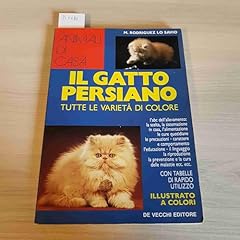 M. RODRIGUEZ LO SAVIO
ANIMALI
DI
CASA
IL GATTO
PERSIANO
TUTTE LE VARIETÀ DI COLORE
l'abc dell'allevamento:
la scelta, la sistemazione
in casa, l'alimentazione
le cure quotidiane
le precauzioni - carattere
e comportamento
l'educazione - il linguaggio
la riproduzione
la prevenzione e la cura
delle malattie ecc. ecc.
CON TABELLE
DI RAPIDO
UTILIZZO
ILLUSTRATO
A COLORI
DE VECCHI EDITORE